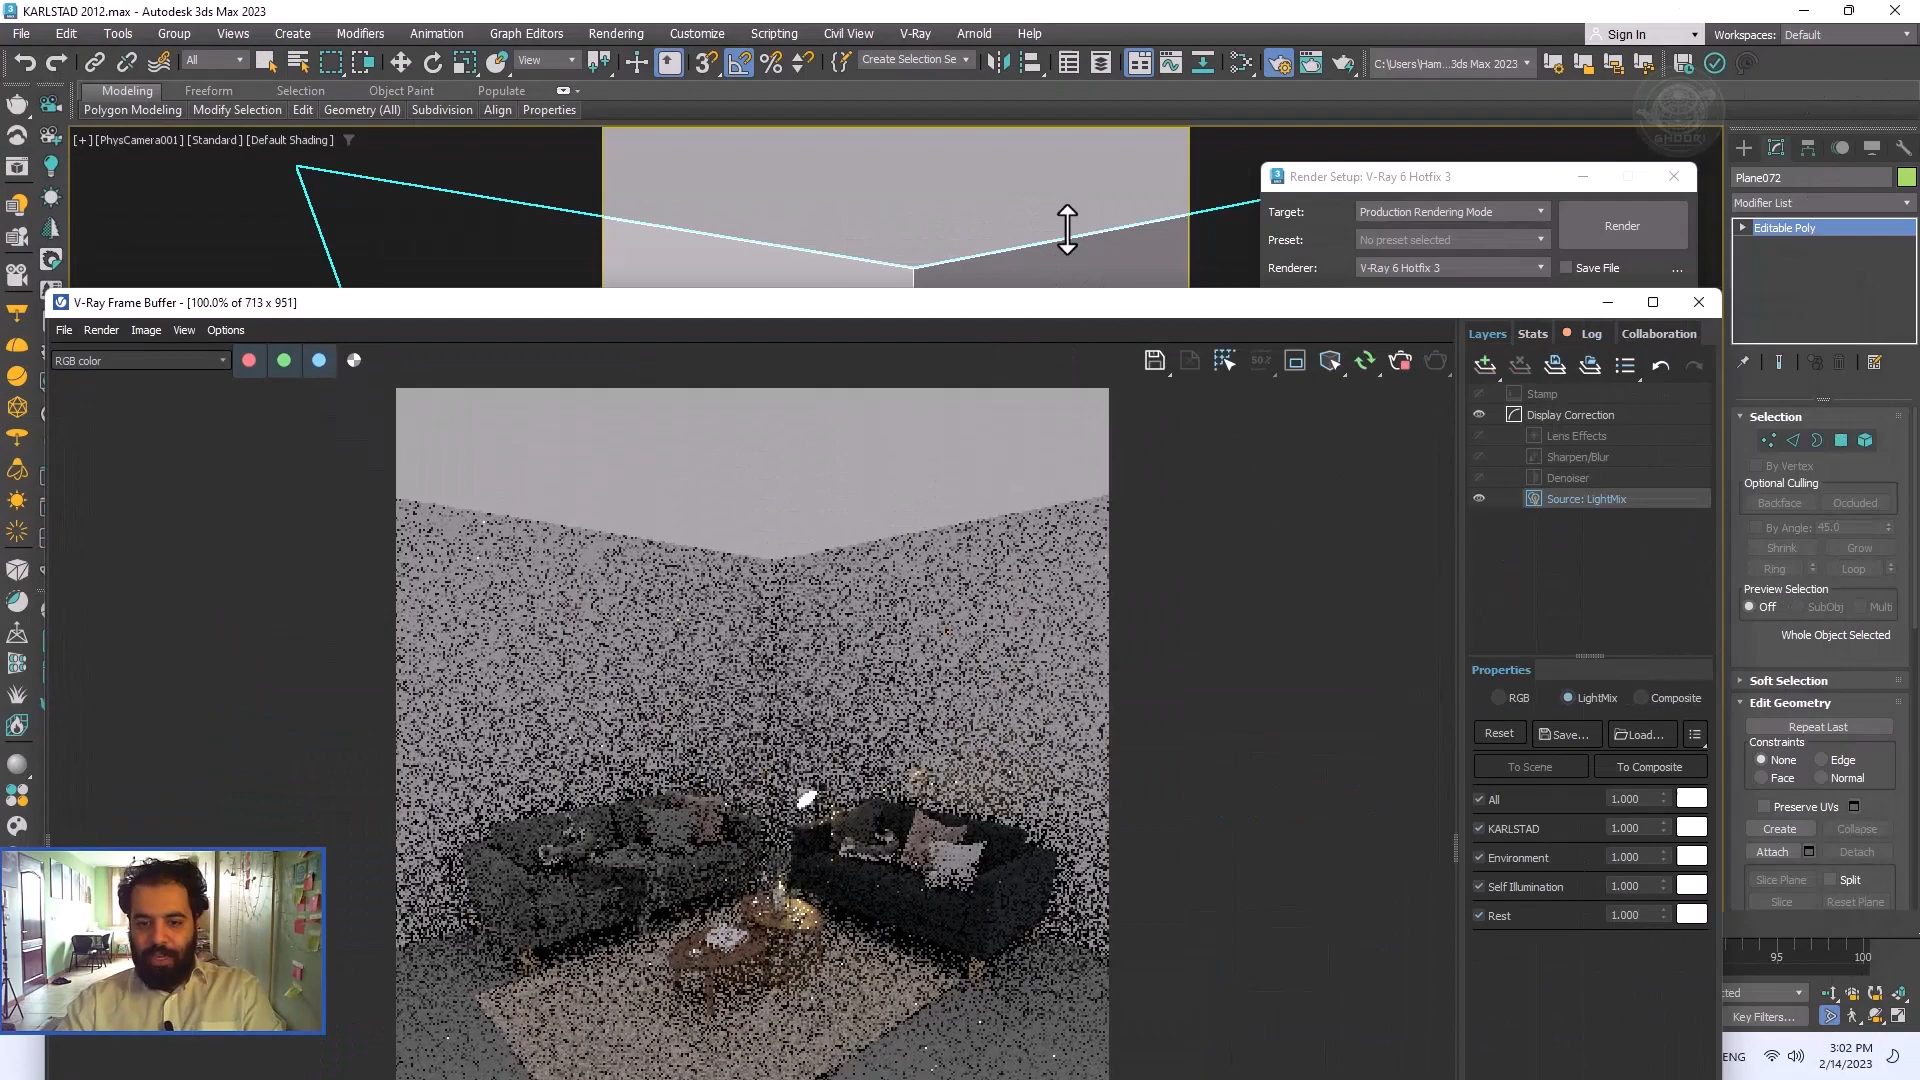 KARLSTAD 2012.max - Autodesk 3ds Max 2023
File Edit Tools Group Views Create Modifiers Animation Graph Editors Rendering Customize Scripting Civil View V-Ray Arnold Help
Sign In Workspaces: Default
All View Create Selection Se C:\Users\Ham...3ds Max 2023
Modeling Freeform Selection Object Paint Populate
Polygon Modeling Modify Selection Edit Geometry (All) Subdivision Align Properties
GHOORI
[+] [PhysCamera001] [Standard] [Default Shading]
Render Setup: V-Ray 6 Hotfix 3
Target: Production Rendering Mode
Render
Preset: No preset selected
Renderer: V-Ray 6 Hotfix 3 Save File ...
Plane072
Modifier List
Editable Poly
V-Ray Frame Buffer - [100.0% of 713 x 951]
File Render Image View Options
RGB color
50%
Layers Stats Log Collaboration
Stamp
Display Correction
Lens Effects
Sharpen/Blur
Denoiser
Source: LightMix
Properties
RGB LightMix Composite
Reset Save... Load...
To Scene To Composite
All 1.000
KARLSTAD 1.000
Environment 1.000
Self Illumination 1.000
Rest 1.000
Selection
By Vertex
Optional Culling
Backface Occluded
By Angle: 45.0
Shrink Grow
Ring Loop
Preview Selection
Off SubObj Multi
Whole Object Selected
Soft Selection
Edit Geometry
Repeat Last
Constraints
None Edge
Face Normal
Preserve UVs
Create Collapse
Attach Detach
Slice Plane Split
Slice Reset Plane
95 100
cted
Key Filters...
ENG 3:02 PM
2/14/2023